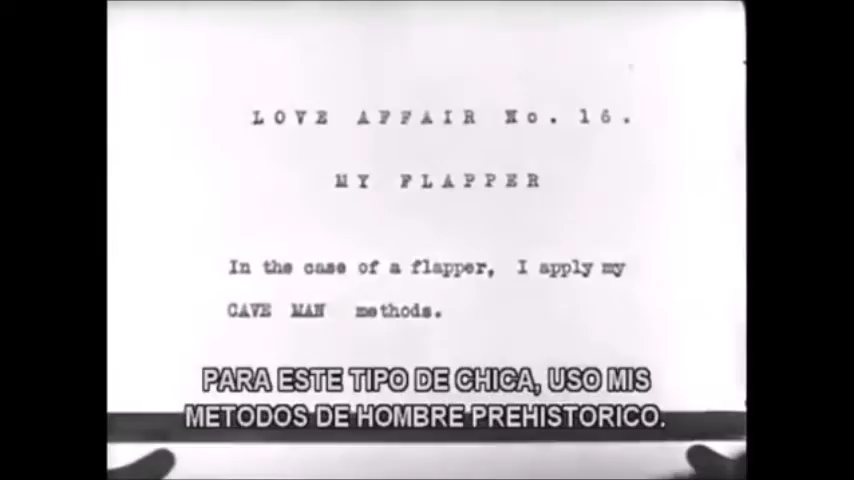 LOVE AFFAIR No. 16.
MY FLAPPER
In the case of a flapper, I apply my
CAVE MAN methods.
PARA ESTE TIPO DE CHICA, USO MIS
METODOS DE HOMBRE PREHISTORICO.